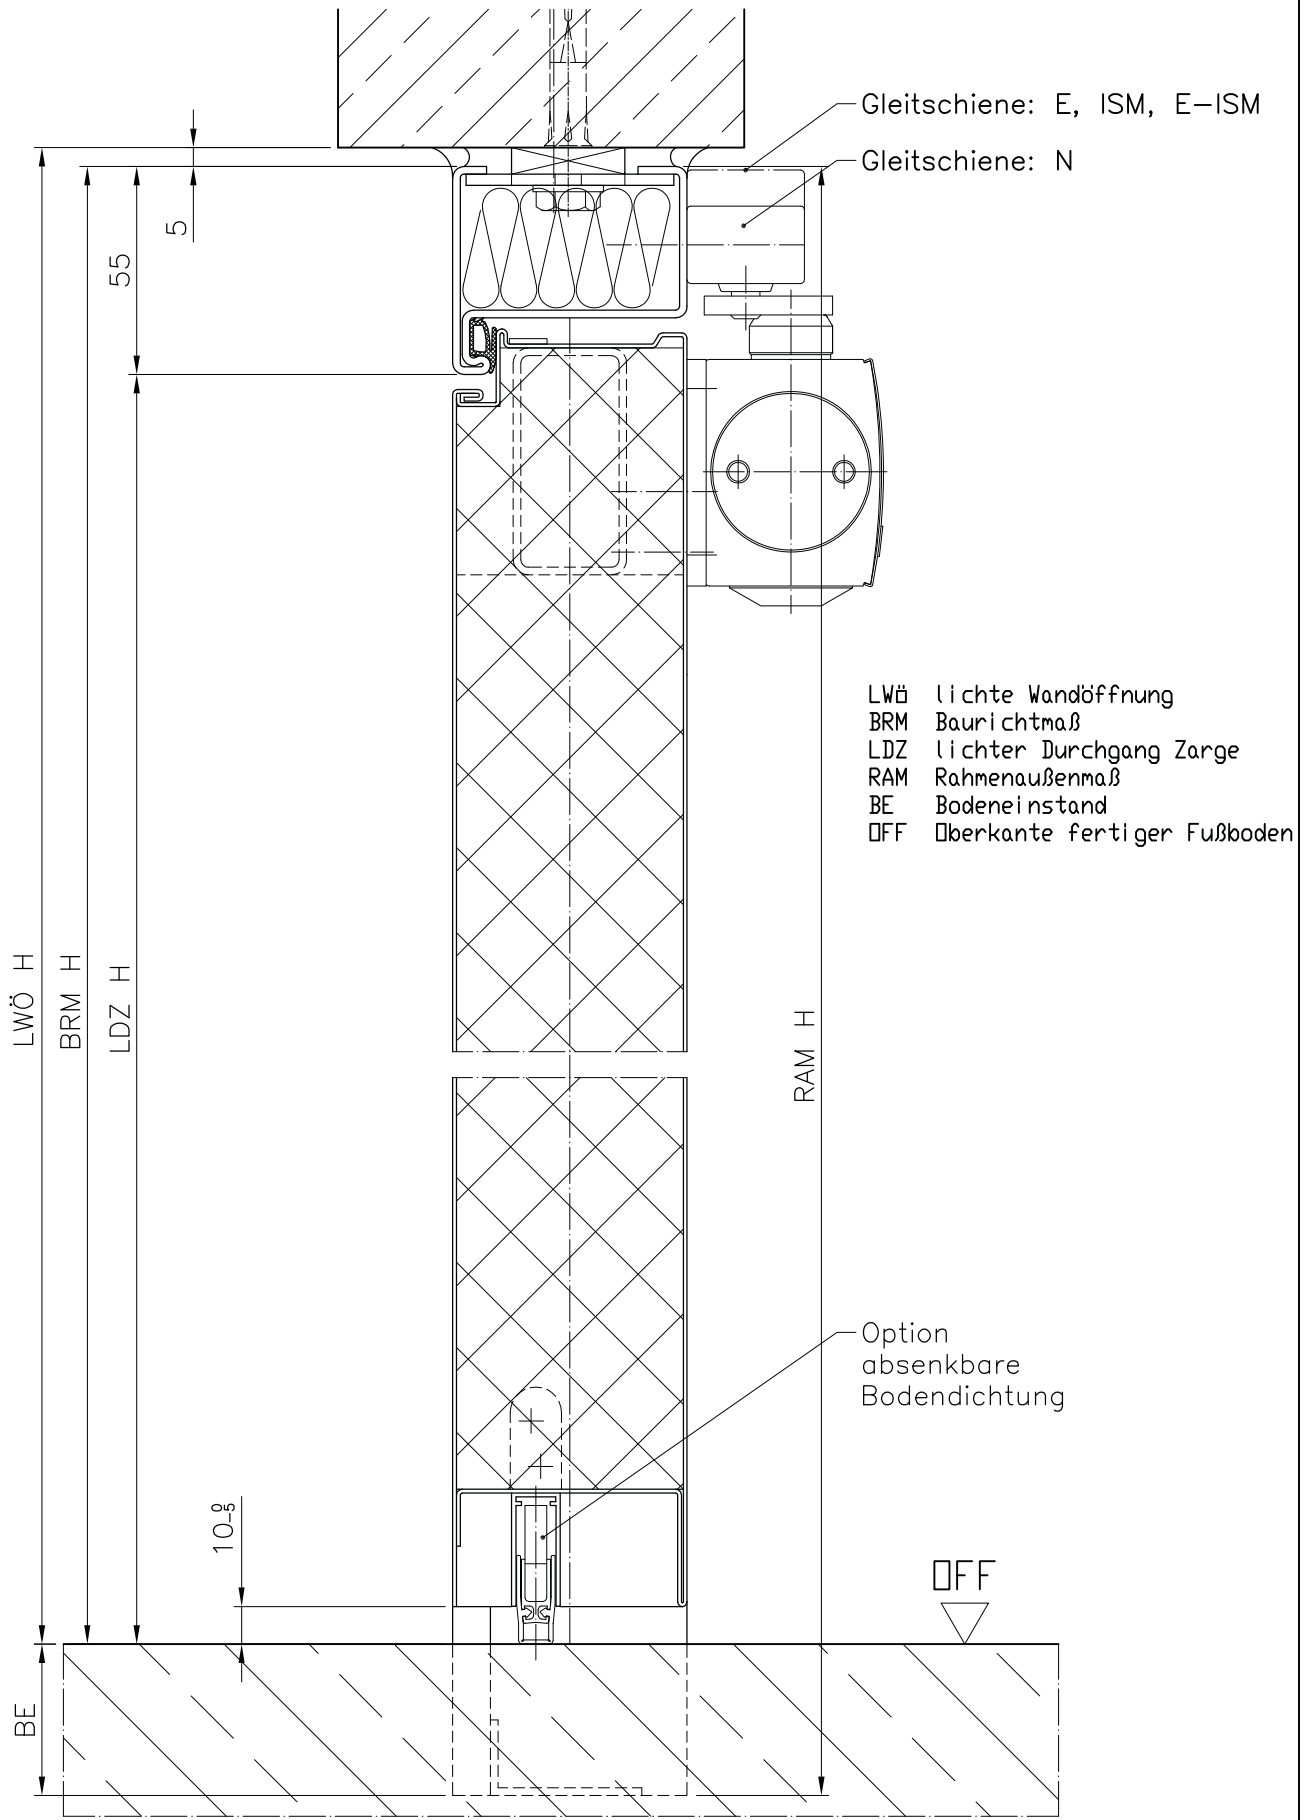 Gleitschiene: E, ISM, E-ISM
Gleitschiene: N
5
55
LWÖ lichte Wandöffnung
BRM Baurichtmaß
LDZ lichter Durchgang Zarge
RAM Rahmenaußenmaß
BE Bodeneinstand
OFF Oberkante fertiger Fußboden
LWÖ H
BRM H
LDZ H
RAM H
Option
absenkbare
Bodendichtung
10 0 -5
OFF
BE